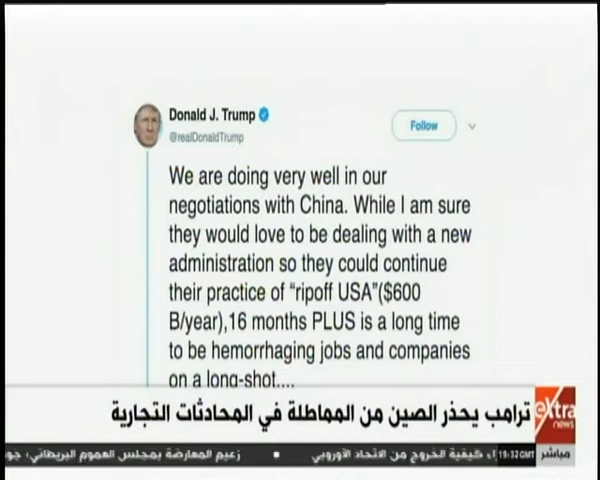 Donald J. Trump
@realDonaldTrump
Follow
We are doing very well in our
negotiations with China. While I am sure
they would love to be dealing with a new
administration so they could continue
their practice of “ripoff USA”($600
B/year),16 months PLUS is a long time
to be hemorrhaging jobs and companies
on a long-shot....
ترامب يحذر الصين من المماطلة في المحادثات التجارية
eXtra
news
مباشر
19:32GMT
كيفية الخروج من الاتحاد الأوروبي • زعيم المعارضة بمجلس العموم البريطاني: